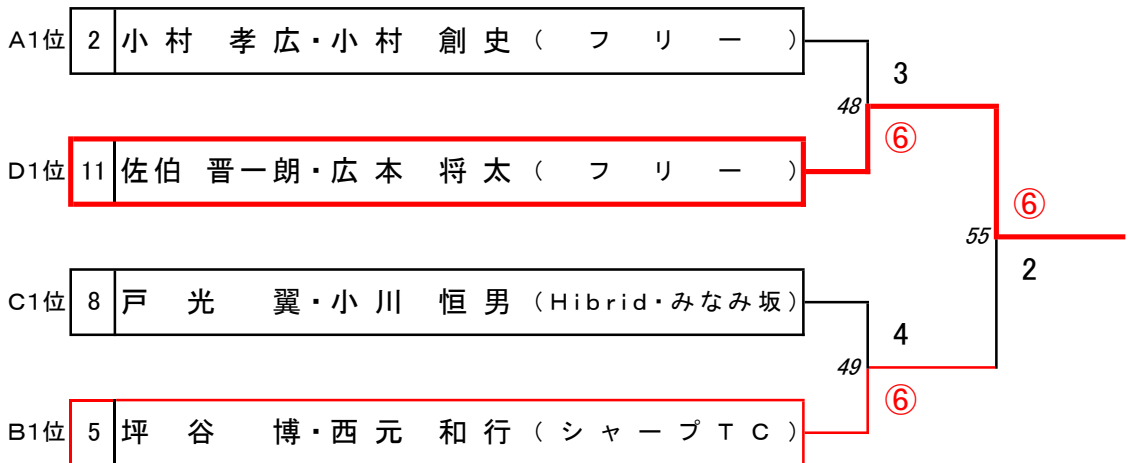 A1位 2 小村 孝広・小村 創史 (フリー)
3
48
⑥
D1位 11 佐伯 晋一朗・広本 将太 (フリー)
⑥
55
2
C1位 8 戸光 翼・小川 恒男 (Hibrid・みなみ坂)
4
49
⑥
B1位 5 坪谷 博・西元 和行 (シャープTC)